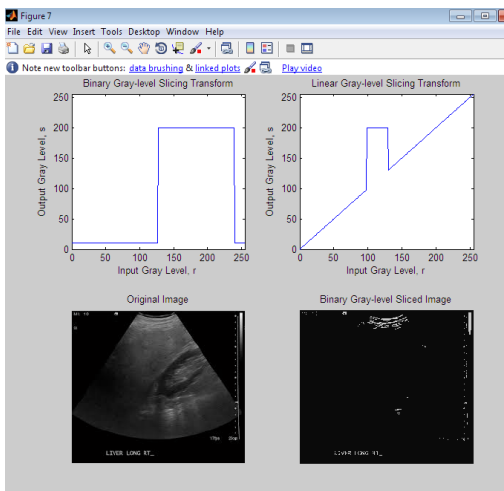 Figure 7
File Edit View Insert Tools Desktop Window Help
Note new toolbar buttons: data brushing & linked plots Play video
Binary Gray-level Slicing Transform
Output Gray Level, s
250
200
150
100
50
0
0 50 100 150 200 250
Input Gray Level, r
Linear Gray-level Slicing Transform
Output Gray Level, s
250
200
150
100
50
0
0 50 100 150 200 250
Input Gray Level, r
Original Image
LIVER LONG RT_
Binary Gray-level Sliced Image
LIVER LONG RT_